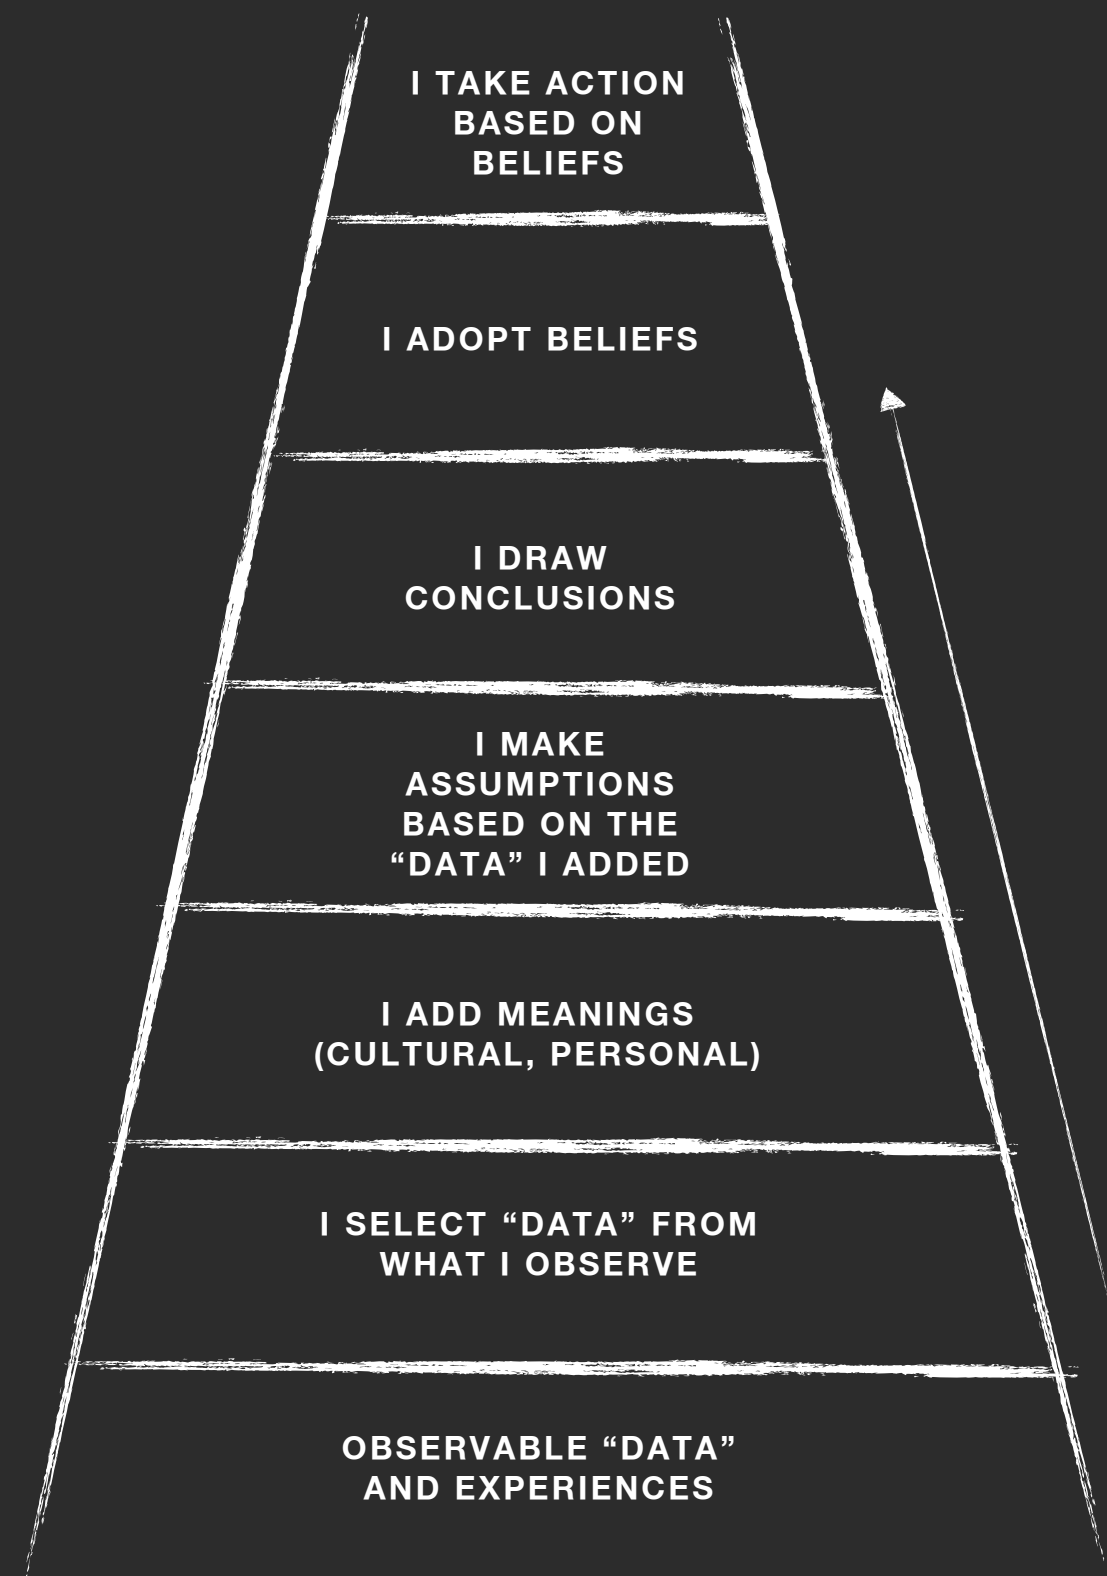 I TAKE ACTION
BASED ON
BELIEFS
I ADOPT BELIEFS
I DRAW
CONCLUSIONS
I MAKE
ASSUMPTIONS
BASED ON THE
“DATA” I ADDED
I ADD MEANINGS
(CULTURAL, PERSONAL)
I SELECT “DATA” FROM
WHAT I OBSERVE
OBSERVABLE “DATA”
AND EXPERIENCES